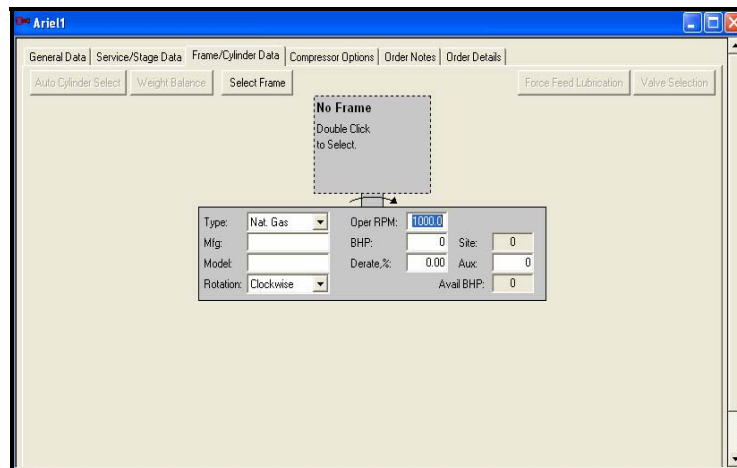 Ariel1
General Data Service/Stage Data Frame/Cylinder Data Compressor Options Order Notes Order Details
Auto Cylinder Select Weight Balance Select Frame Force Feed Lubrication Valve Selection
No Frame
Double Click
to Select.
Type: Nat. Gas Oper RPM: 1000.0
Mfg: BHP: 0 Site: 0
Model: Derate,%: 0.00 Aux: 0
Rotation: Clockwise Avail BHP: 0